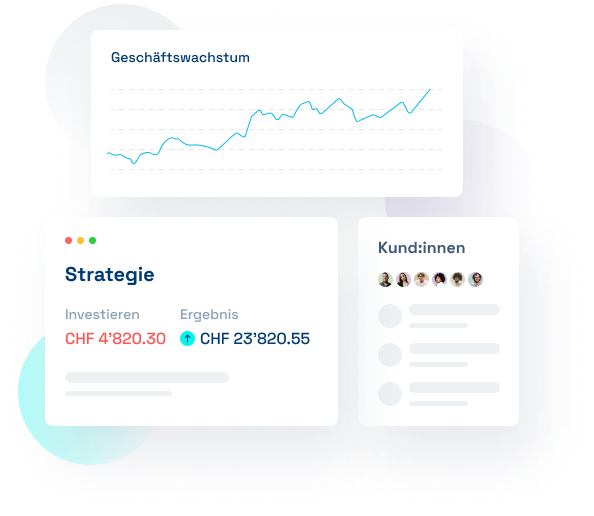 Geschäftswachstum
Strategie
Investieren Ergebnis
CHF 4’820.30 CHF 23’820.55
Kund:innen